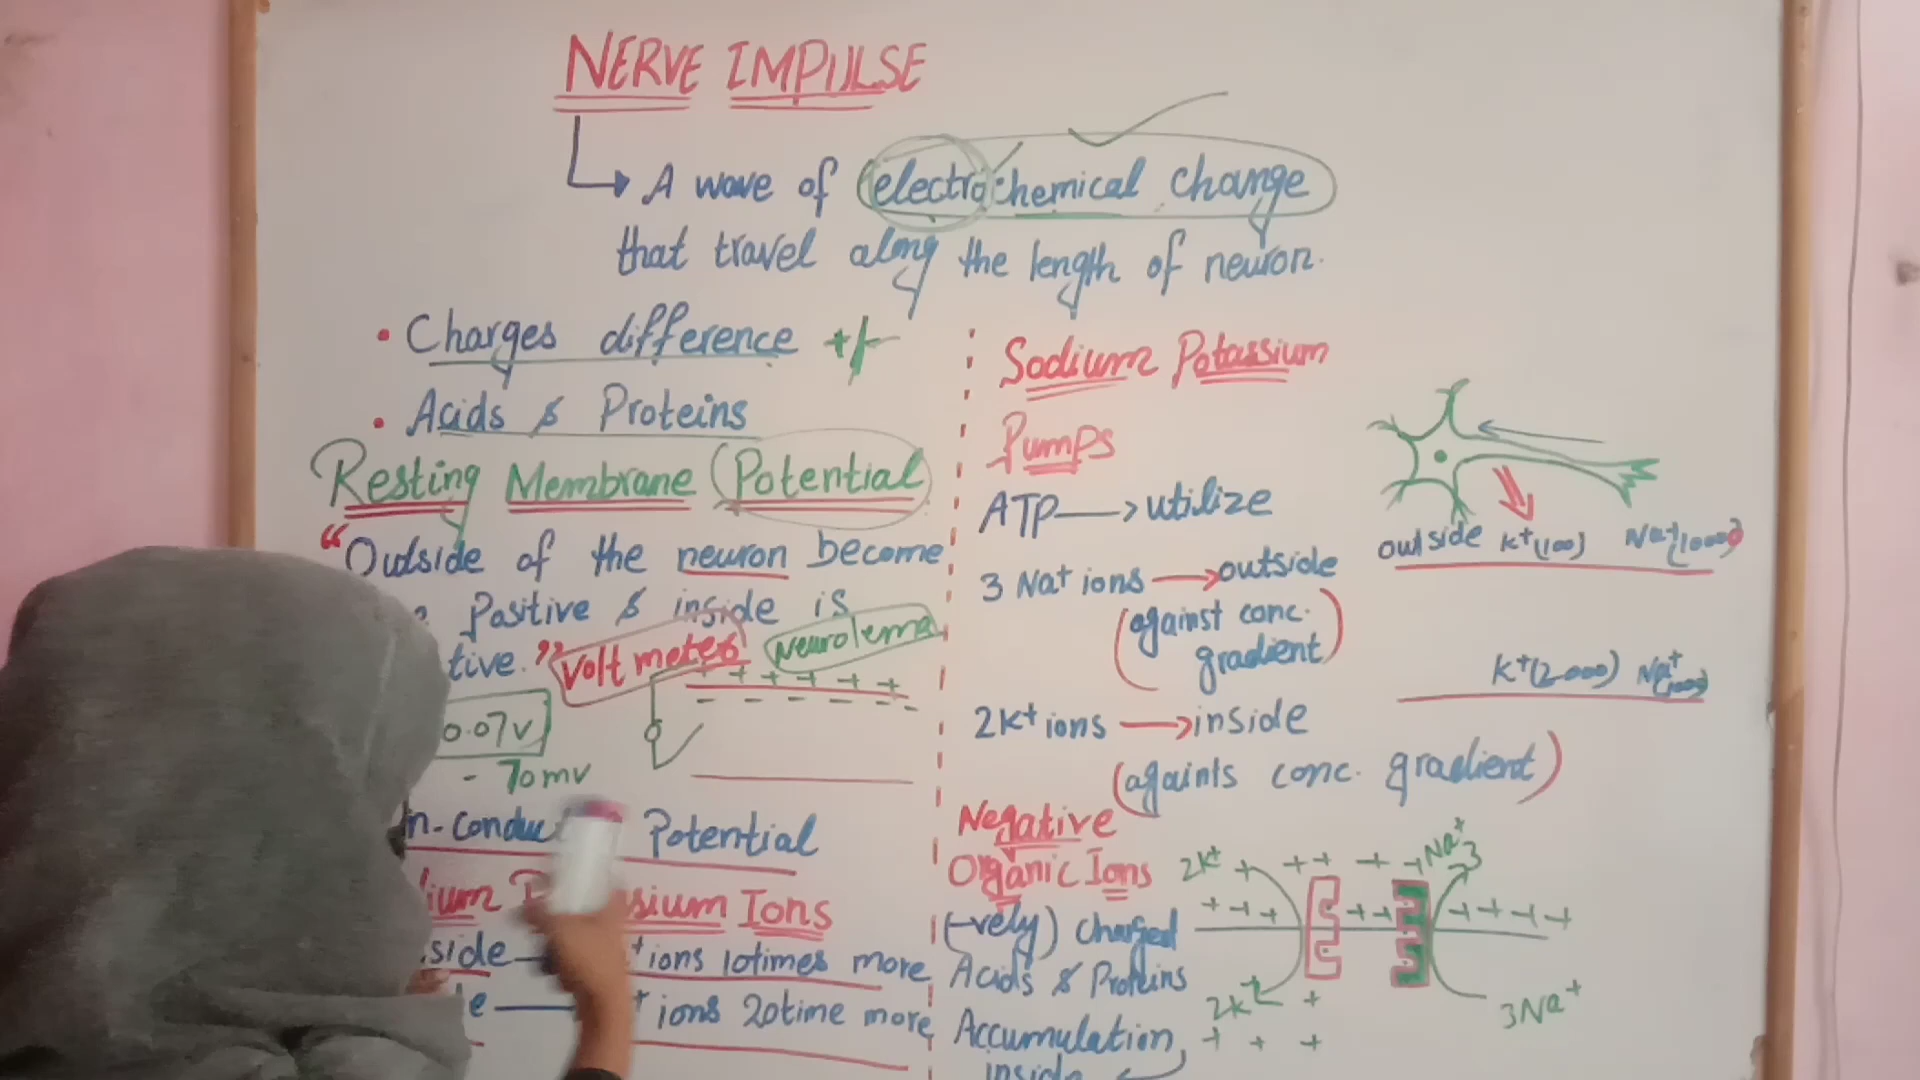 NERVE IMPULSE
A wave of electrochemical change
that travel along the length of neuron.
• Charges difference +/-
• Acids & Proteins
Resting Membrane (Potential)
"Outside of the neuron become
Positive & inside is
tive."
Volt meter
Neurolema
+ + + + + +
- - - - - -
0.07v
- 70mv
n-conduc Potential
ium P sium Ions
side + ions 10times more
e + ions 20time more
Sodium Potassium
Pumps
ATP → utilize
3 Na+ ions → outside
(against conc.
gradient)
2K+ ions → inside
(againts conc. gradient)
Negative
Organic Ions
(-vely) charged
Acids & Proteins
Accumulation
inside
outside K+(100) Na+
K+(2000) Na+
2K+ + + + + + Na+ 3
+ + + + + + + + +
2K+ + 3Na+
+ + +